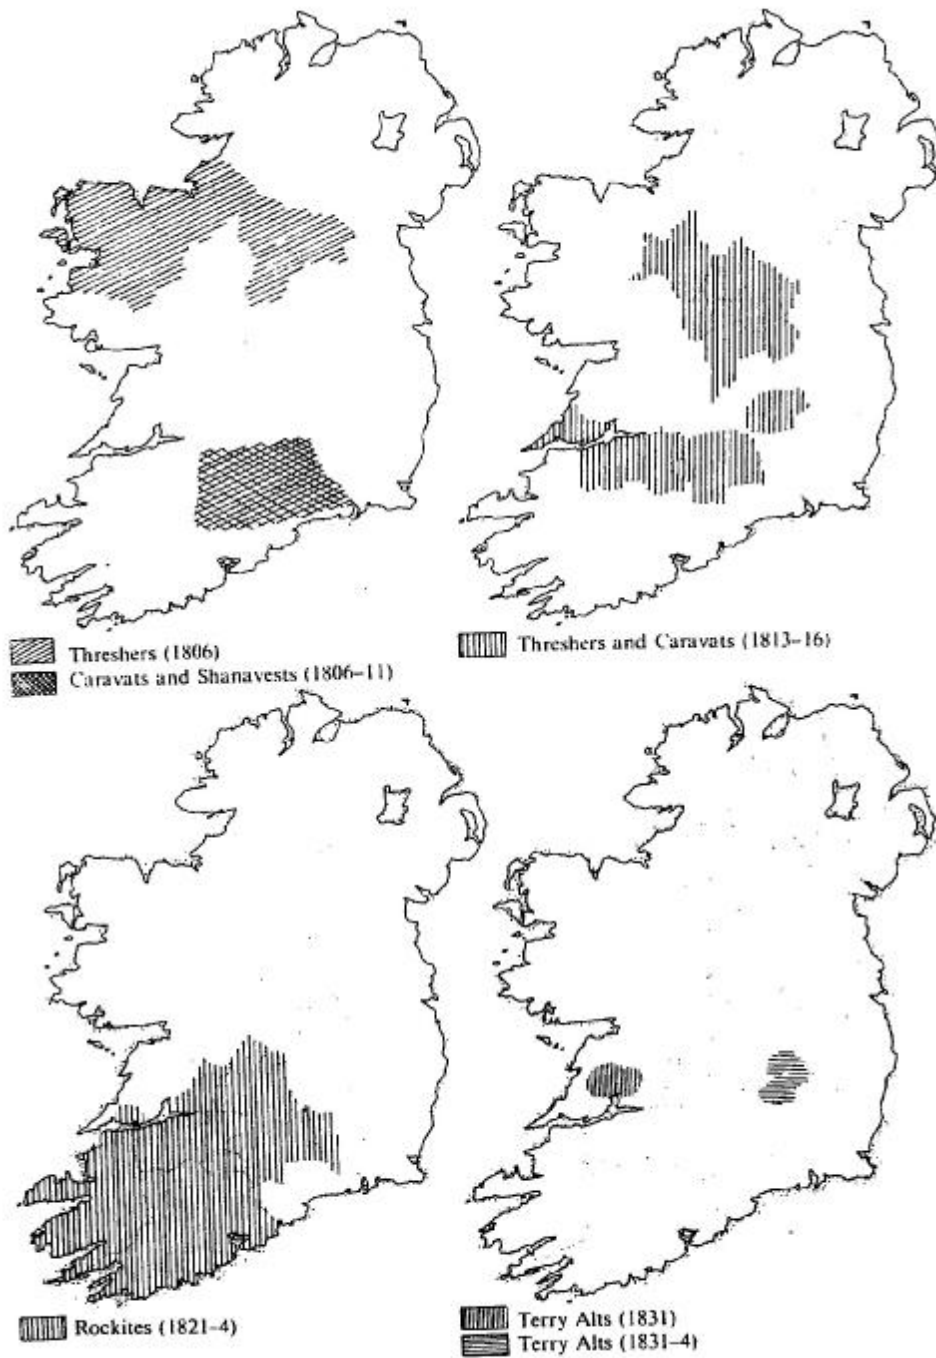 Threshers (1806)
Caravats and Shanavests (1806–11)
Threshers and Caravats (1813–16)
Rockites (1821–4)
Terry Alts (1831)
Terry Alts (1831–4)